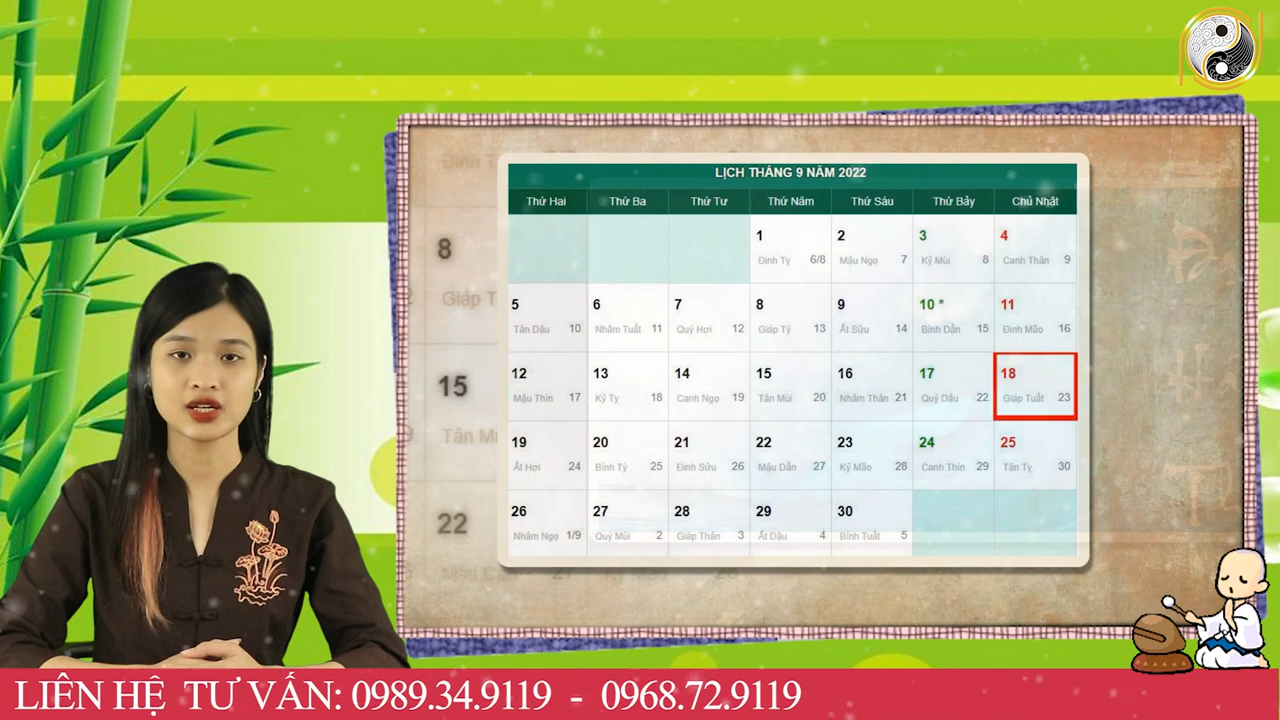 LỊCH THÁNG 9 NĂM 2022
Thứ Hai Thứ Ba Thứ Tư Thứ Năm Thứ Sáu Thứ Bảy Chủ Nhật
1 2 3 4
Đinh Tỵ 6/8 Mậu Ngọ 7 Kỷ Mùi 8 Canh Thân 9
5 6 7 8 9 10 * 11
Tân Dậu 10 Nhâm Tuất 11 Quý Hợi 12 Giáp Tý 13 Ất Sửu 14 Bính Dần 15 Đinh Mão 16
12 13 14 15 16 17 18
Mậu Thìn 17 Kỷ Tỵ 18 Canh Ngọ 19 Tân Mùi 20 Nhâm Thân 21 Quý Dậu 22 Giáp Tuất 23
19 20 21 22 23 24 25
Ất Hợi 24 Bính Tý 25 Đinh Sửu 26 Mậu Dần 27 Kỷ Mão 28 Canh Thìn 29 Tân Tỵ 30
26 27 28 29 30
Nhâm Ngọ 1/9 Quý Mùi 2 Giáp Thân 3 Ất Dậu 4 Bính Tuất 5
8
Giáp T
15
Tân M
22
LIÊN HỆ TƯ VẤN: 0989.34.9119 - 0968.72.9119